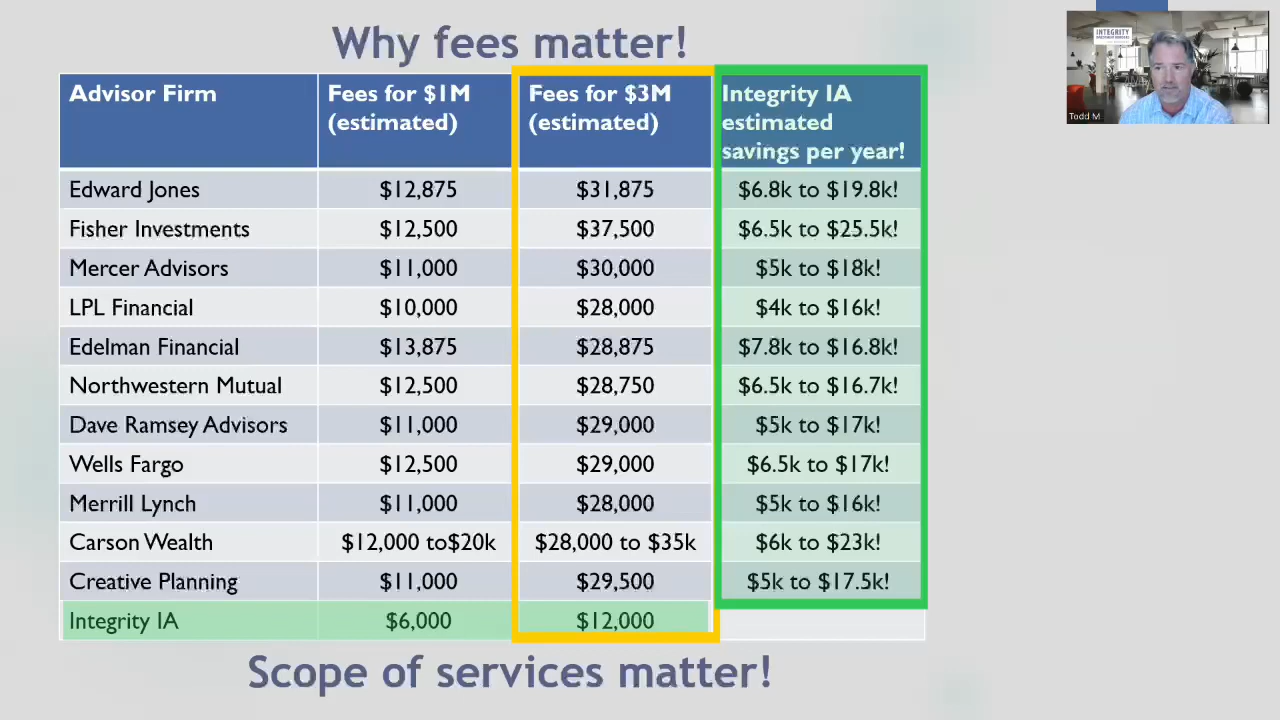 Why fees matter!
Advisor Firm
Fees for $1M
(estimated)
Fees for $3M
(estimated)
Integrity IA
estimated
savings per year!
Edward Jones $12,875 $31,875 $6.8k to $19.8k!
Fisher Investments $12,500 $37,500 $6.5k to $25.5k!
Mercer Advisors $11,000 $30,000 $5k to $18k!
LPL Financial $10,000 $28,000 $4k to $16k!
Edelman Financial $13,875 $28,875 $7.8k to $16.8k!
Northwestern Mutual $12,500 $28,750 $6.5k to $16.7k!
Dave Ramsey Advisors $11,000 $29,000 $5k to $17k!
Wells Fargo $12,500 $29,000 $6.5k to $17k!
Merrill Lynch $11,000 $28,000 $5k to $16k!
Carson Wealth $12,000 to$20k $28,000 to $35k $6k to $23k!
Creative Planning $11,000 $29,500 $5k to $17.5k!
Integrity IA $6,000 $12,000
Scope of services matter!
INTEGRITY
Todd M